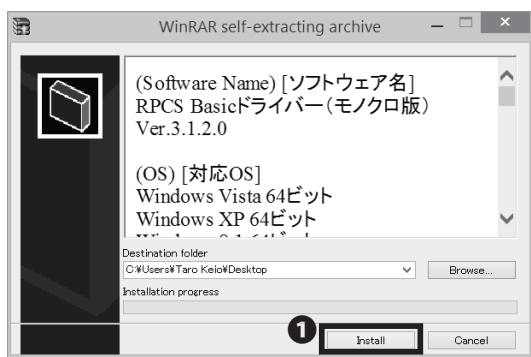 WinRAR self-extracting archive
(Software Name) [ソフトウェア名]
RPCS Basicドライバー（モノクロ版）
Ver.3.1.2.0
(OS) [対応OS]
Windows Vista 64ビット
Windows XP 64ビット
Destination folder
C:¥Users¥Taro Keio¥Desktop
Browse...
Installation progress
❶
Install
Cancel